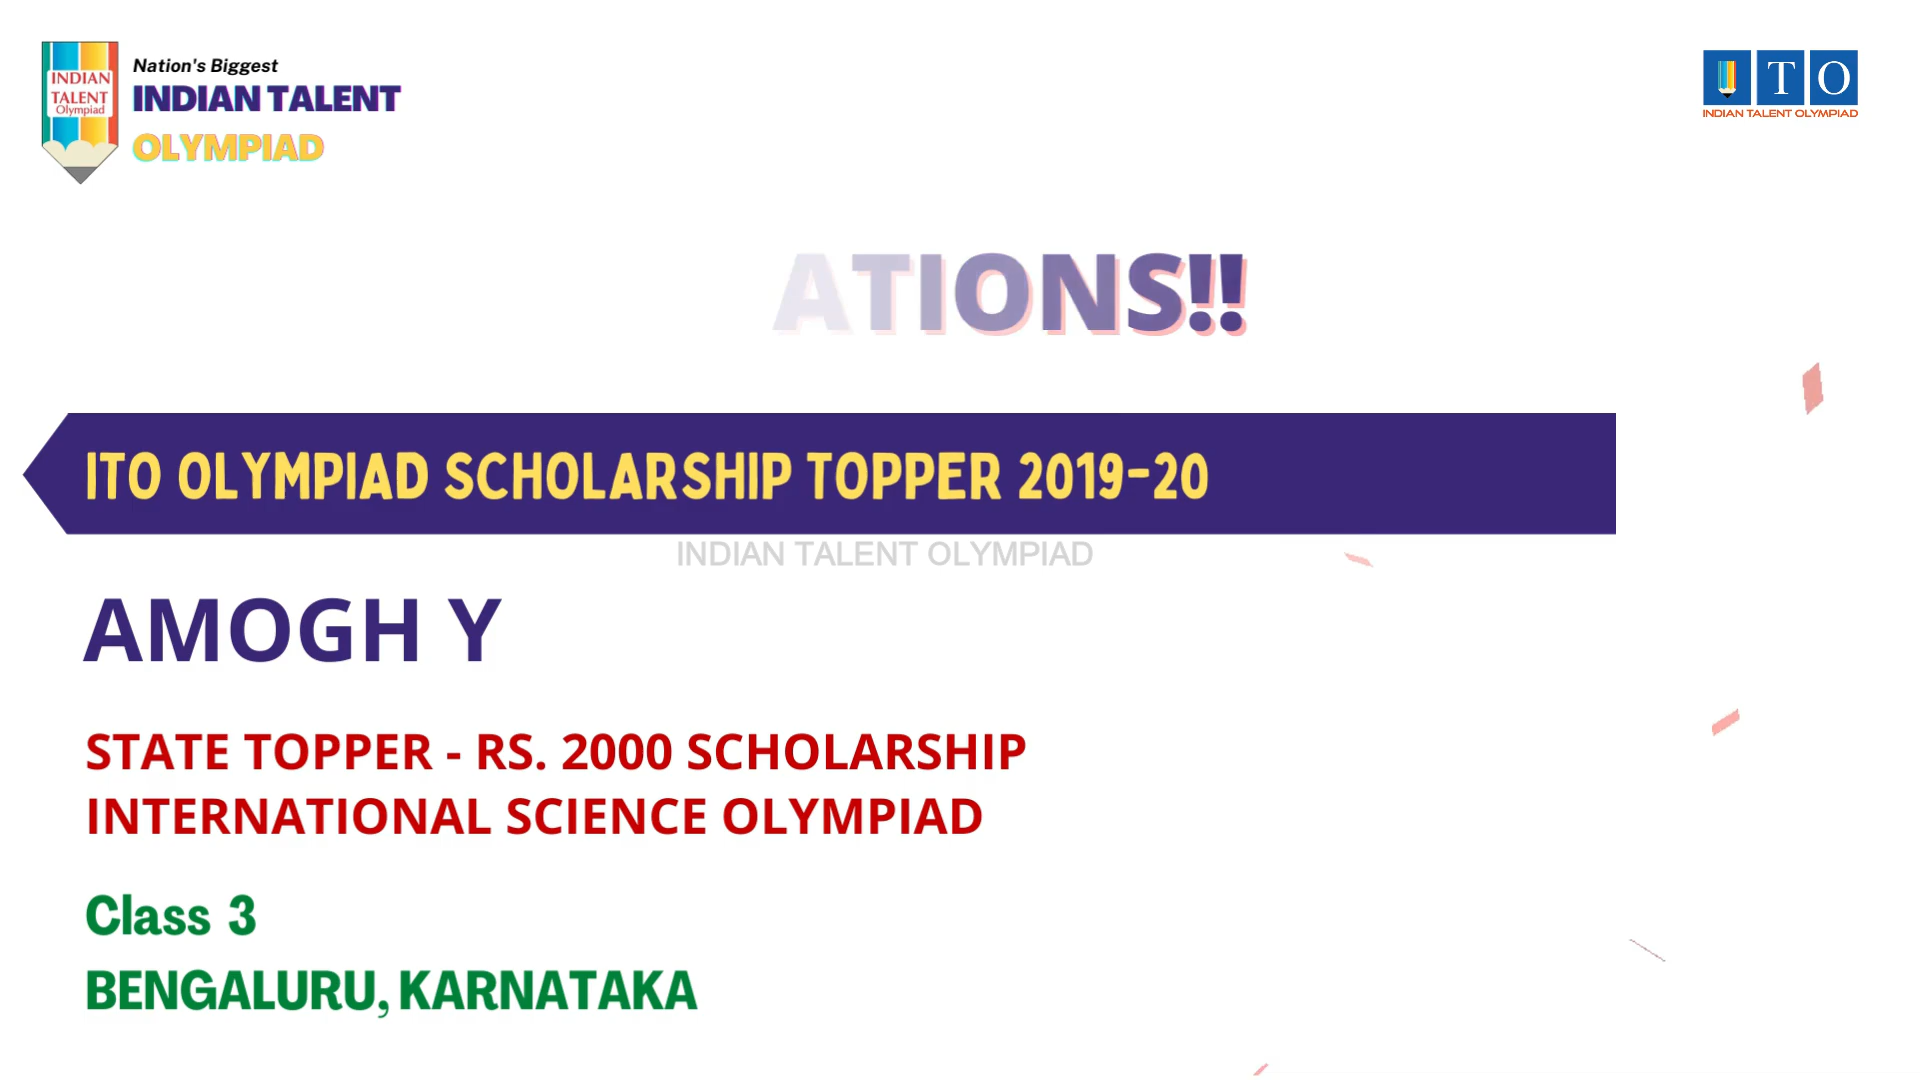 INDIAN
TALENT
Olympiad
Nation's Biggest
INDIAN TALENT
OLYMPIAD
T O
INDIAN TALENT OLYMPIAD
ATIONS!!
ITO OLYMPIAD SCHOLARSHIP TOPPER 2019-20
INDIAN TALENT OLYMPIAD
AMOGH Y
STATE TOPPER - RS. 2000 SCHOLARSHIP
INTERNATIONAL SCIENCE OLYMPIAD
Class 3
BENGALURU, KARNATAKA